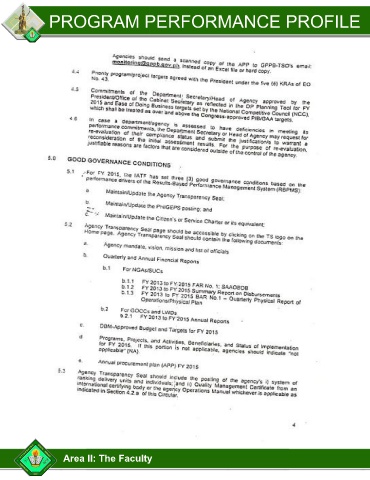 PROGRAM PERFORMANCE PROFILE
Agencies should send a scanned copy of the APP to GPPB-TSO's email:
monitoring@gppb.gov.ph, instead of an Excel file or hard copy.
4.4 Priority program/project targets agreed with the President under the five (5) KRAs of EO
No. 43.
4.5 Commitments of the Department; Secretary/Head of Agency approved by the
President/Office of the Cabinet Secretary as reflected in the OP Planning Tool for FY
2015 and Ease of Doing Business targets set by the National Competitive Council (NCC),
which shall be treated as over and above the Congress-approved PIB/OAA targets.
4.6 In case a department/agency is assessed to have deficiencies in meeting its
performance commitments, the Department Secretary or Head of Agency may request for
re-evaluation of their compliance status and submit the justifications to warrant a
reconsideration of the initial assessment results. For the purpose of re-evaluation,
justifiable reasons are factors that are considered outside of the control of the agency.
5.0 GOOD GOVERNANCE CONDITIONS
5.1 For FY 2015, the IATF has set three (3) good governance conditions based on the
performance drivers of the Results-Based Performance Management System (RBPMS):
a Maintain/Update the Agency Transparency Seal;
b. Maintain/Update the PhilGEPS posting; and
c. Maintain/Update the Citizen's or Service Charter or its equivalent;
5.2 Agency Transparency Seal page should be accessible by clicking on the TS logo on the
Home page. Agency Transparency Seal should contain the following documents:
a. Agency mandate, vision, mission and list of officials
b. Quarterly and Annual Financial Reports
b.1 For NGAs/SUCs
b.1.1 FY 2013 to FY 2015 FAR No. 1: SAAOBDB
b.1.2 FY 2013 to FY 2015 Summary Report on Disbursements
b.1.3 FY 2013 to FY 2015 BAR No.1 – Quarterly Physical Report of
Operations/Physical Plan
b.2 For GOCCs and LWDs
b.2.1 FY 2013 to FY 2015 Annual Reports
c. DBM-Approved Budget and Targets for FY 2015
d Programs, Projects, and Activities, Beneficiaries, and Status of Implementation
for FY 2015. If this portion is not applicable, agencies should indicate "not
applicable" (NA).
e. Annual procurement plan (APP) FY 2015
5.3 Agency Transparency Seal should include the posting of the agency's i) system of
ranking delivery units and individuals; and ii) Quality Management Certificate from an
international certifying body or the agency Operations Manual whichever is applicable as
indicated in Section 4.2.a of this Circular.
4
Area II: The Faculty